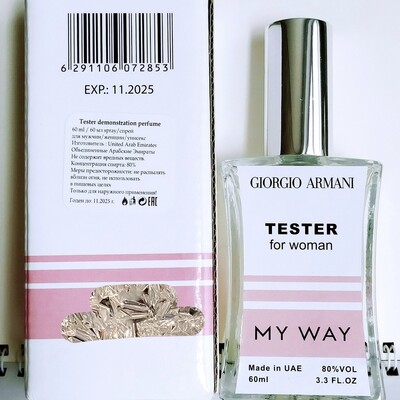 6 291106 072853
EXP.: 11.2025
Tester demonstration perfume
60 ml / 60 мл spray/спрей
для мужчин/женщин/унисекс
Изготовитель : United Arab Emirates
Объединенные Арабские Эмираты
Не содержит вредных веществ.
Концентрация спирта: 80%
Меры предосторожности: не распылять
вблизи огня, не использовать
в пищевых целях
Только для наружного применения!
Годен до: 11.2025 г.
EAC
GIORGIO ARMANI
TESTER
for woman
MY WAY
Made in UAE 80%VOL
60ml 3.3 FL.OZ